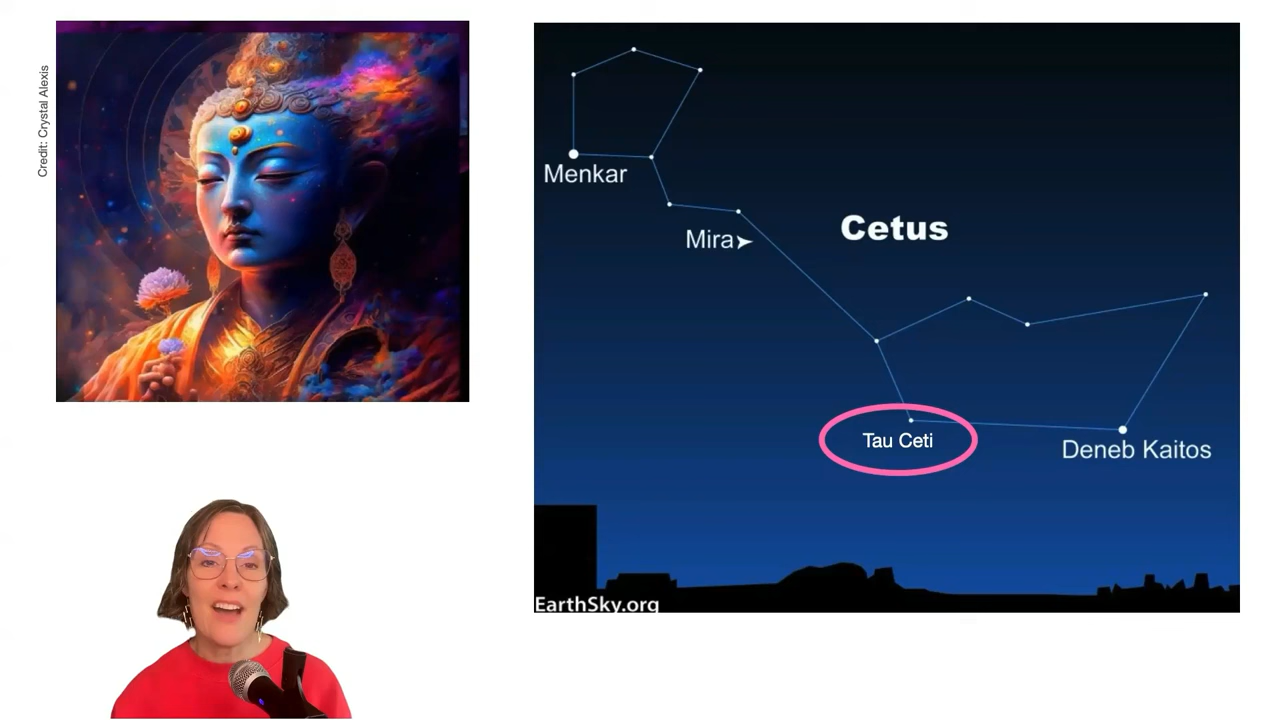 Credit: Crystal Alexis
Menkar
Cetus
Mira
Tau Ceti
Deneb Kaitos
EarthSky.org